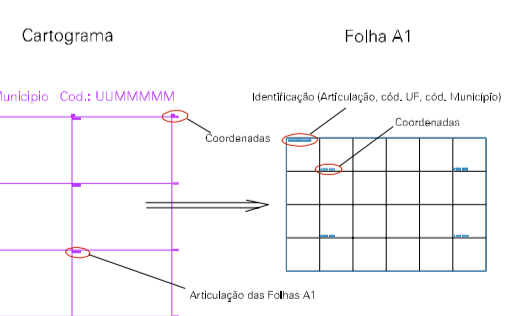 Cartograma
Folha A1
Municipio Cod.: UUMMMMM
Identificação (Articulação, cód. UF, cód. Município)
Coordenadas
Coordenadas
Articulação das Folhas A1